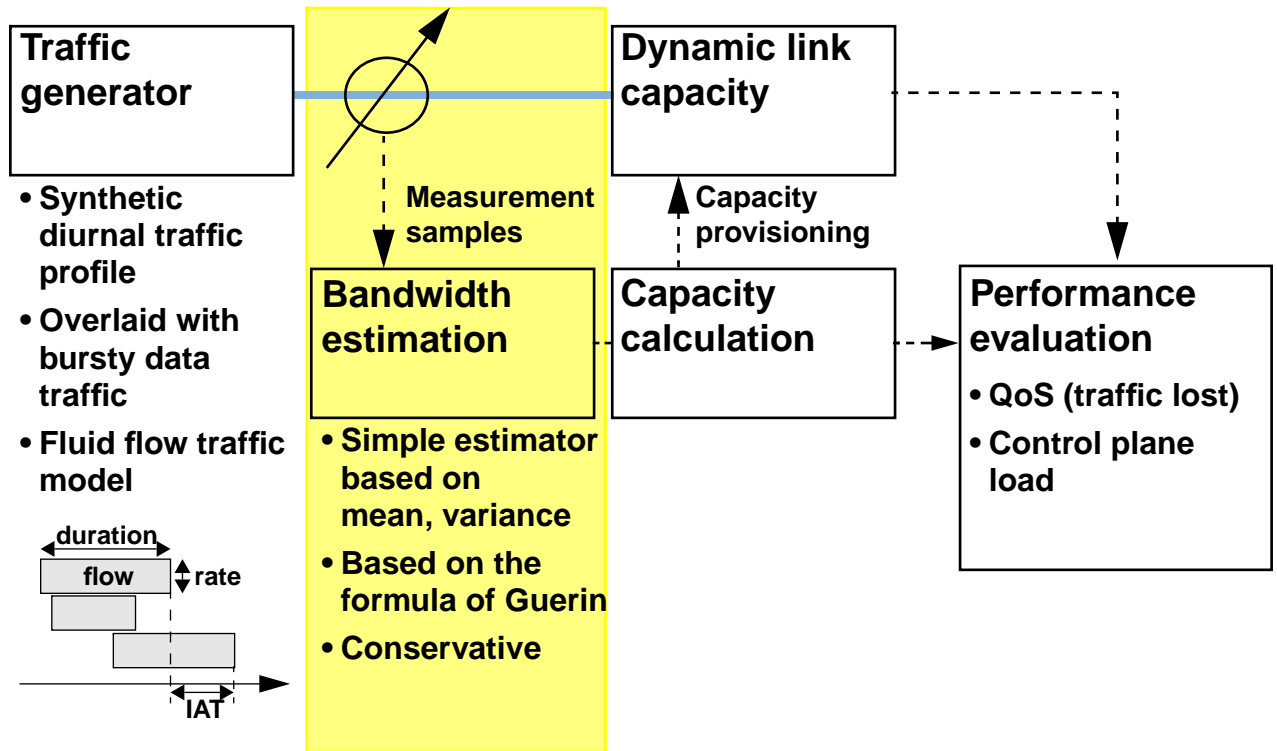 Traffic
generator
• Synthetic
diurnal traffic
profile
• Overlaid with
bursty data
traffic
• Fluid flow traffic
model
duration
flow
rate
IAT
Measurement
samples
Bandwidth
estimation
• Simple estimator
based on
mean, variance
• Based on the
formula of Guerin
• Conservative
Dynamic link
capacity
Capacity
provisioning
Capacity
calculation
Performance
evaluation
• QoS (traffic lost)
• Control plane
load